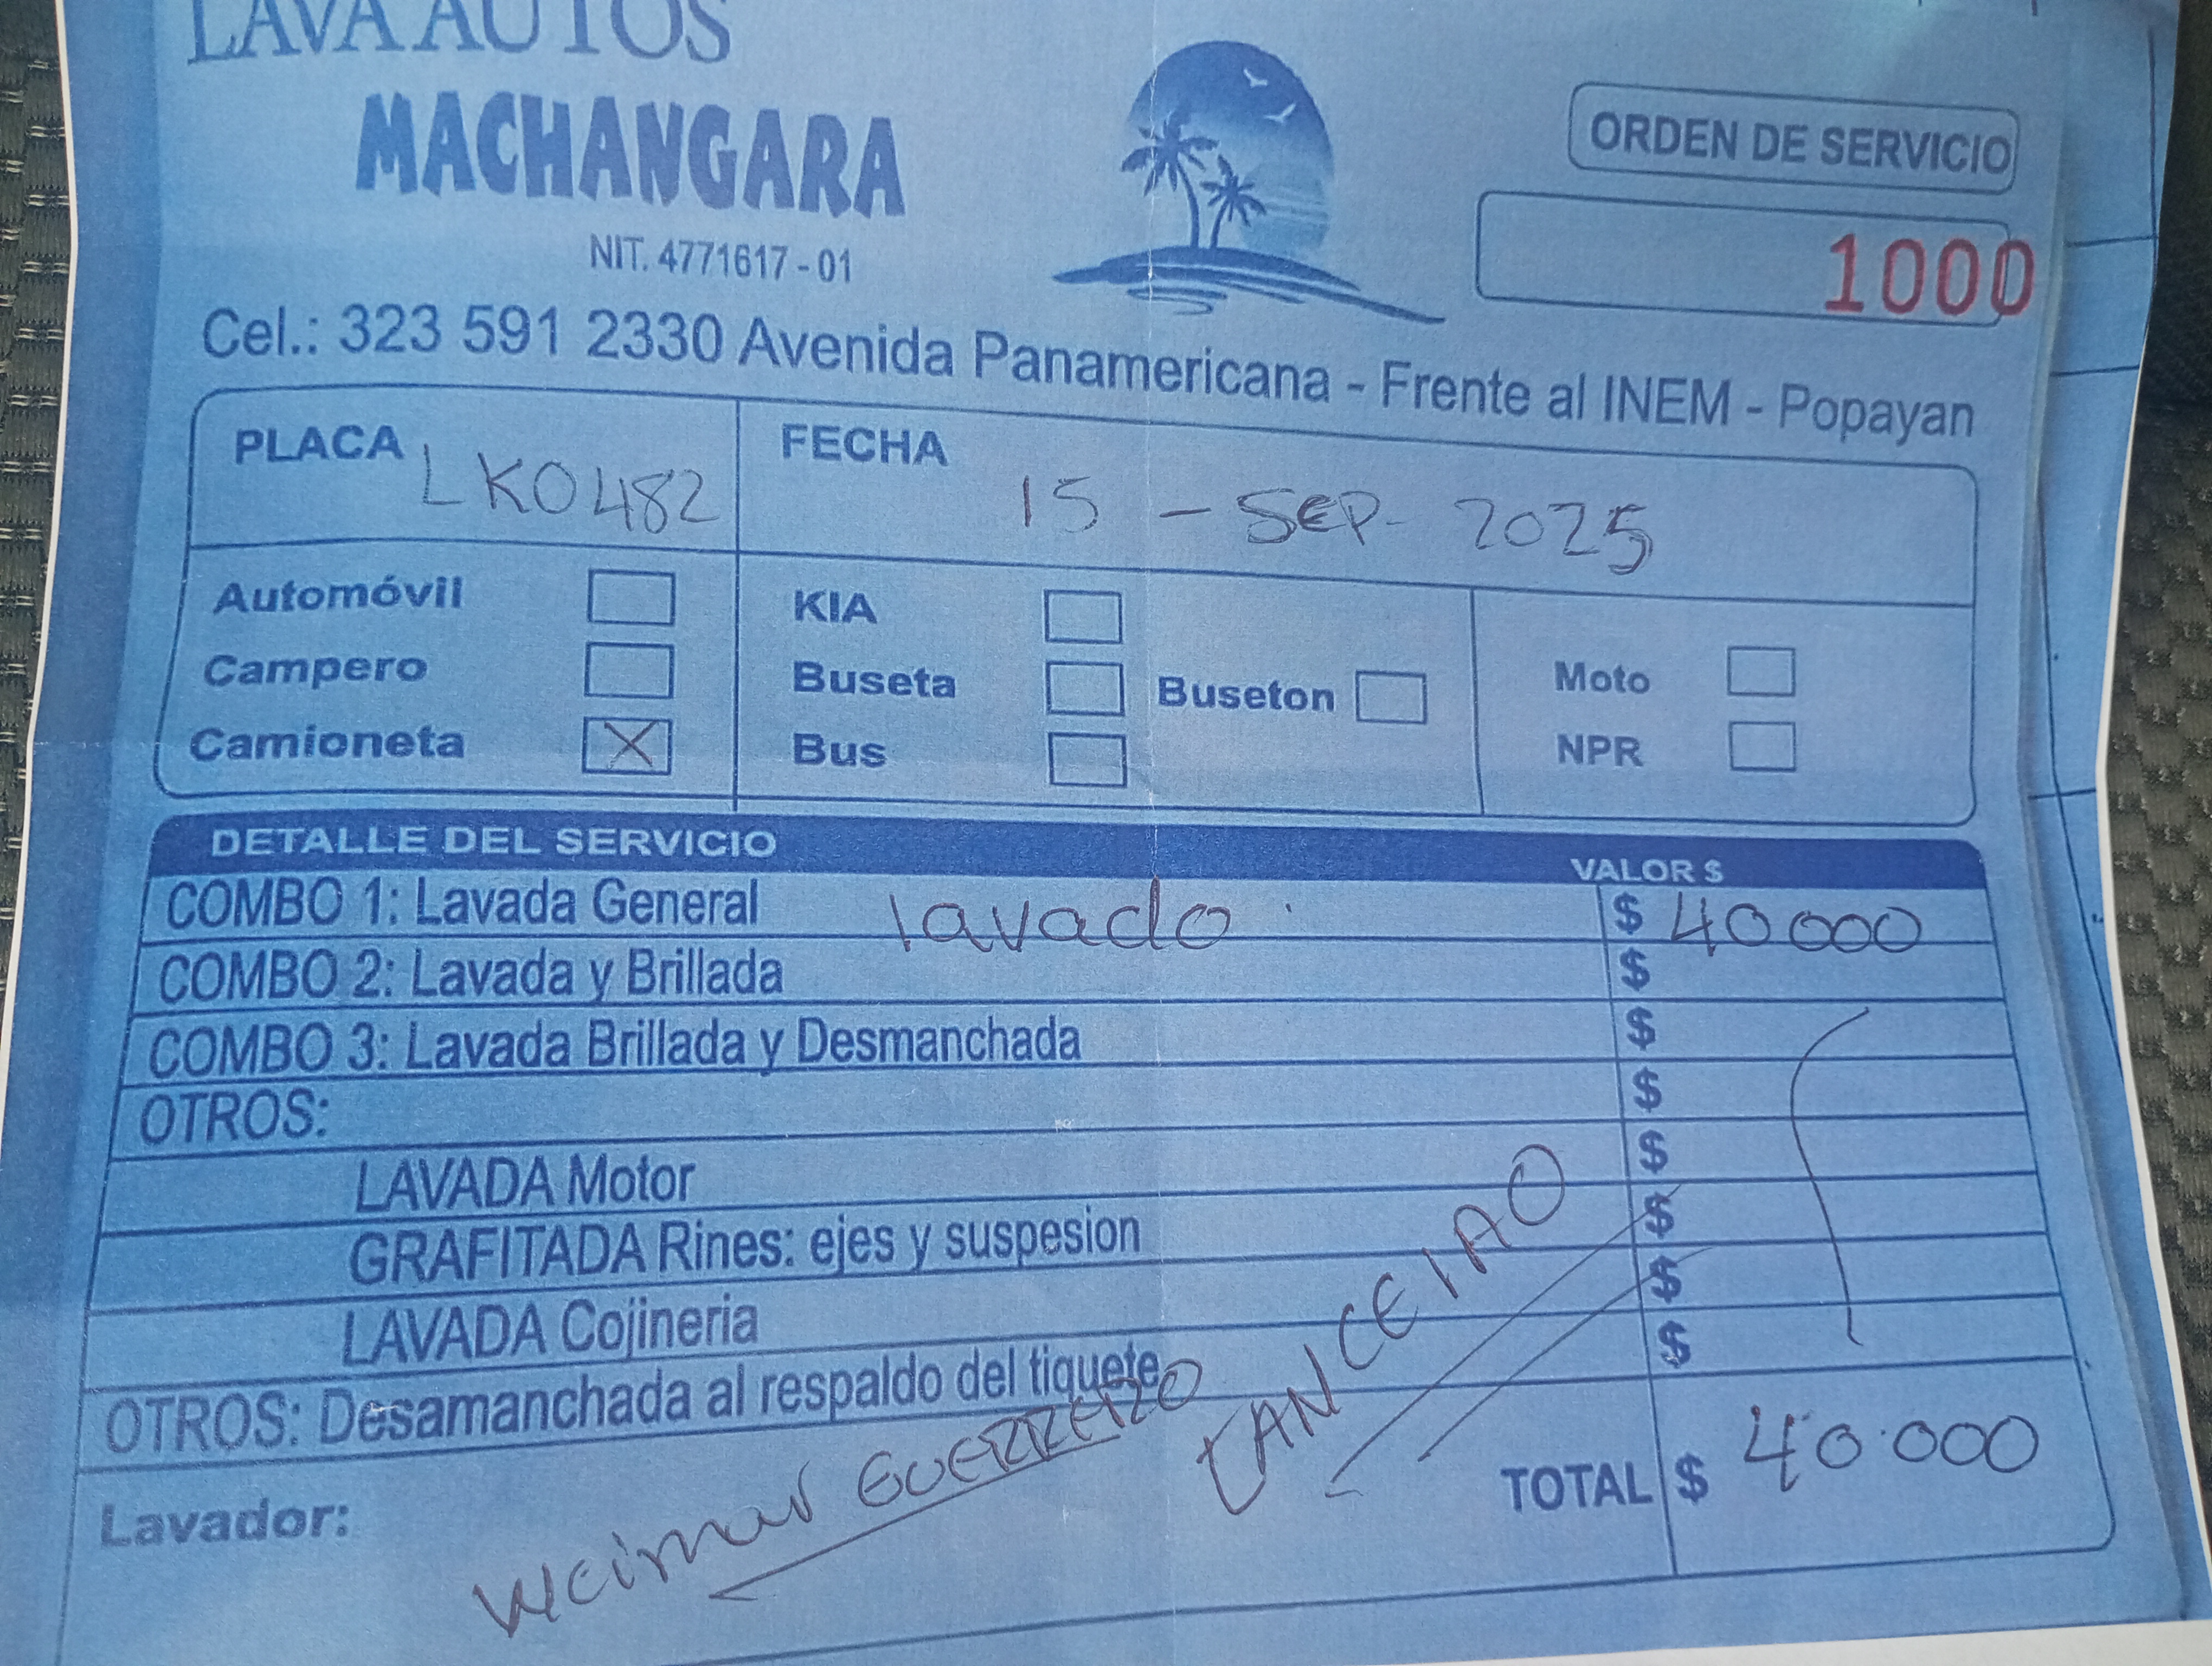 LAVA AUTOS
MACHANGARA
NIT. 4771617 - 01
ORDEN DE SERVICIO
1000
Cel.: 323 591 2330 Avenida Panamericana - Frente al INEM - Popayan
PLACA LKO482 FECHA 15 - SEP - 2025
Automóvil KIA
Campero Buseta Buseton Moto
Camioneta X Bus NPR
DETALLE DEL SERVICIO VALOR $
COMBO 1: Lavada General lavado. $ 40000
COMBO 2: Lavada y Brillada $
COMBO 3: Lavada Brillada y Desmanchada $
OTROS: $
LAVADA Motor $
GRAFITADA Rines: ejes y suspesion $
LAVADA Cojineria $
OTROS: Desamanchada al respaldo del tiquete $
CANCELAO
TOTAL $ 40.000
Lavador: Weimar GUERRERO